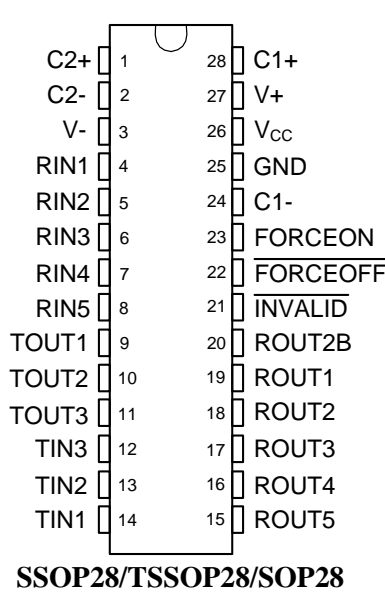 C2+ 1 28 C1+
C2- 2 27 V+
V- 3 26 VCC
RIN1 4 25 GND
RIN2 5 24 C1-
RIN3 6 23 FORCEON
RIN4 7 22 FORCEOFF
RIN5 8 21 INVALID
TOUT1 9 20 ROUT2B
TOUT2 10 19 ROUT1
TOUT3 11 18 ROUT2
TIN3 12 17 ROUT3
TIN2 13 16 ROUT4
TIN1 14 15 ROUT5
SSOP28/TSSOP28/SOP28